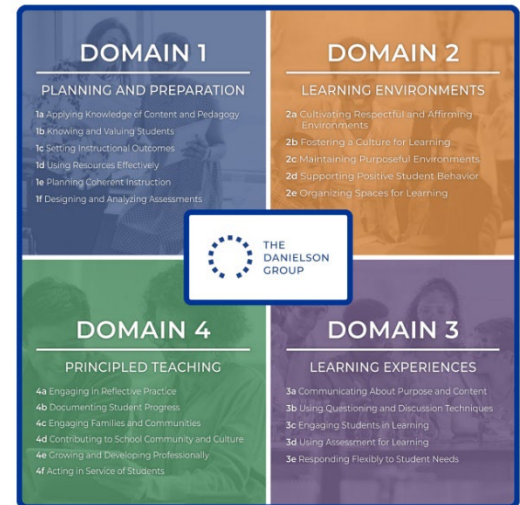 DOMAIN 1
PLANNING AND PREPARATION
1a Applying Knowledge of Content and Pedagogy
1b Knowing and Valuing Students
1c Setting Instructional Outcomes
1d Using Resources Effectively
1e Planning Coherent Instruction
1f Designing and Analyzing Assessments
DOMAIN 2
LEARNING ENVIRONMENTS
2a Cultivating Respectful and Affirming
Environments
2b Fostering a Culture for Learning
2c Maintaining Purposeful Environments
2d Supporting Positive Student Behavior
2e Organizing Spaces for Learning
THE
DANIELSON
GROUP
DOMAIN 4
PRINCIPLED TEACHING
4a Engaging in Reflective Practice
4b Documenting Student Progress
4c Engaging Families and Communities
4d Contributing to School Community and Culture
4e Growing and Developing Professionally
4f Acting in Service of Students
DOMAIN 3
LEARNING EXPERIENCES
3a Communicating About Purpose and Content
3b Using Questioning and Discussion Techniques
3c Engaging Students in Learning
3d Using Assessment for Learning
3e Responding Flexibly to Student Needs